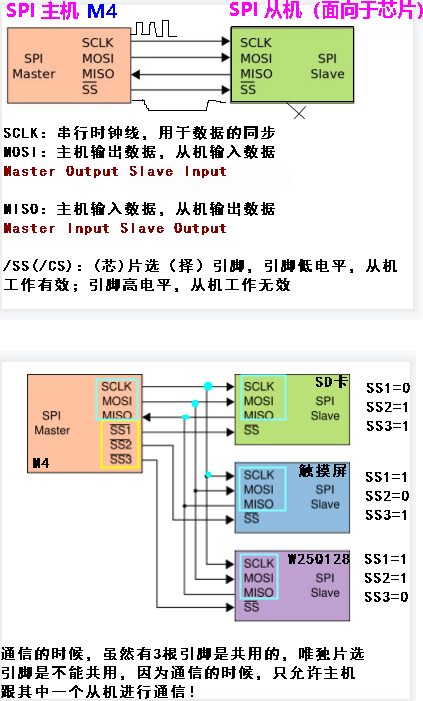 SPI 主机 M4
SPI 从机（面向于芯片）
SPI
Master
SCLK
MOSI
MISO
SS
SCLK
MOSI
MISO
SS
SPI
Slave
SCLK：串行时钟线，用于数据的同步
MOSI：主机输出数据，从机输入数据
Master Output Slave Input
MISO：主机输入数据，从机输出数据
Master Input Slave Output
/SS(/CS)：(芯)片选（择）引脚，引脚低电平，从机
工作有效；引脚高电平，从机工作无效
SPI
Master
M4
SCLK
MOSI
MISO
SS1
SS2
SS3
SCLK
MOSI
MISO
SS
SD卡
SPI
Slave
SS1=0
SS2=1
SS3=1
SCLK
MOSI
MISO
SS
触摸屏
SPI
Slave
SS1=1
SS2=0
SS3=1
SCLK
MOSI
MISO
SS
W25Q128
SPI
Slave
SS1=1
SS2=1
SS3=0
通信的时候，虽然有3根引脚是共用的，唯独片选
引脚是不能共用，因为通信的时候，只允许主机
跟其中一个从机进行通信！